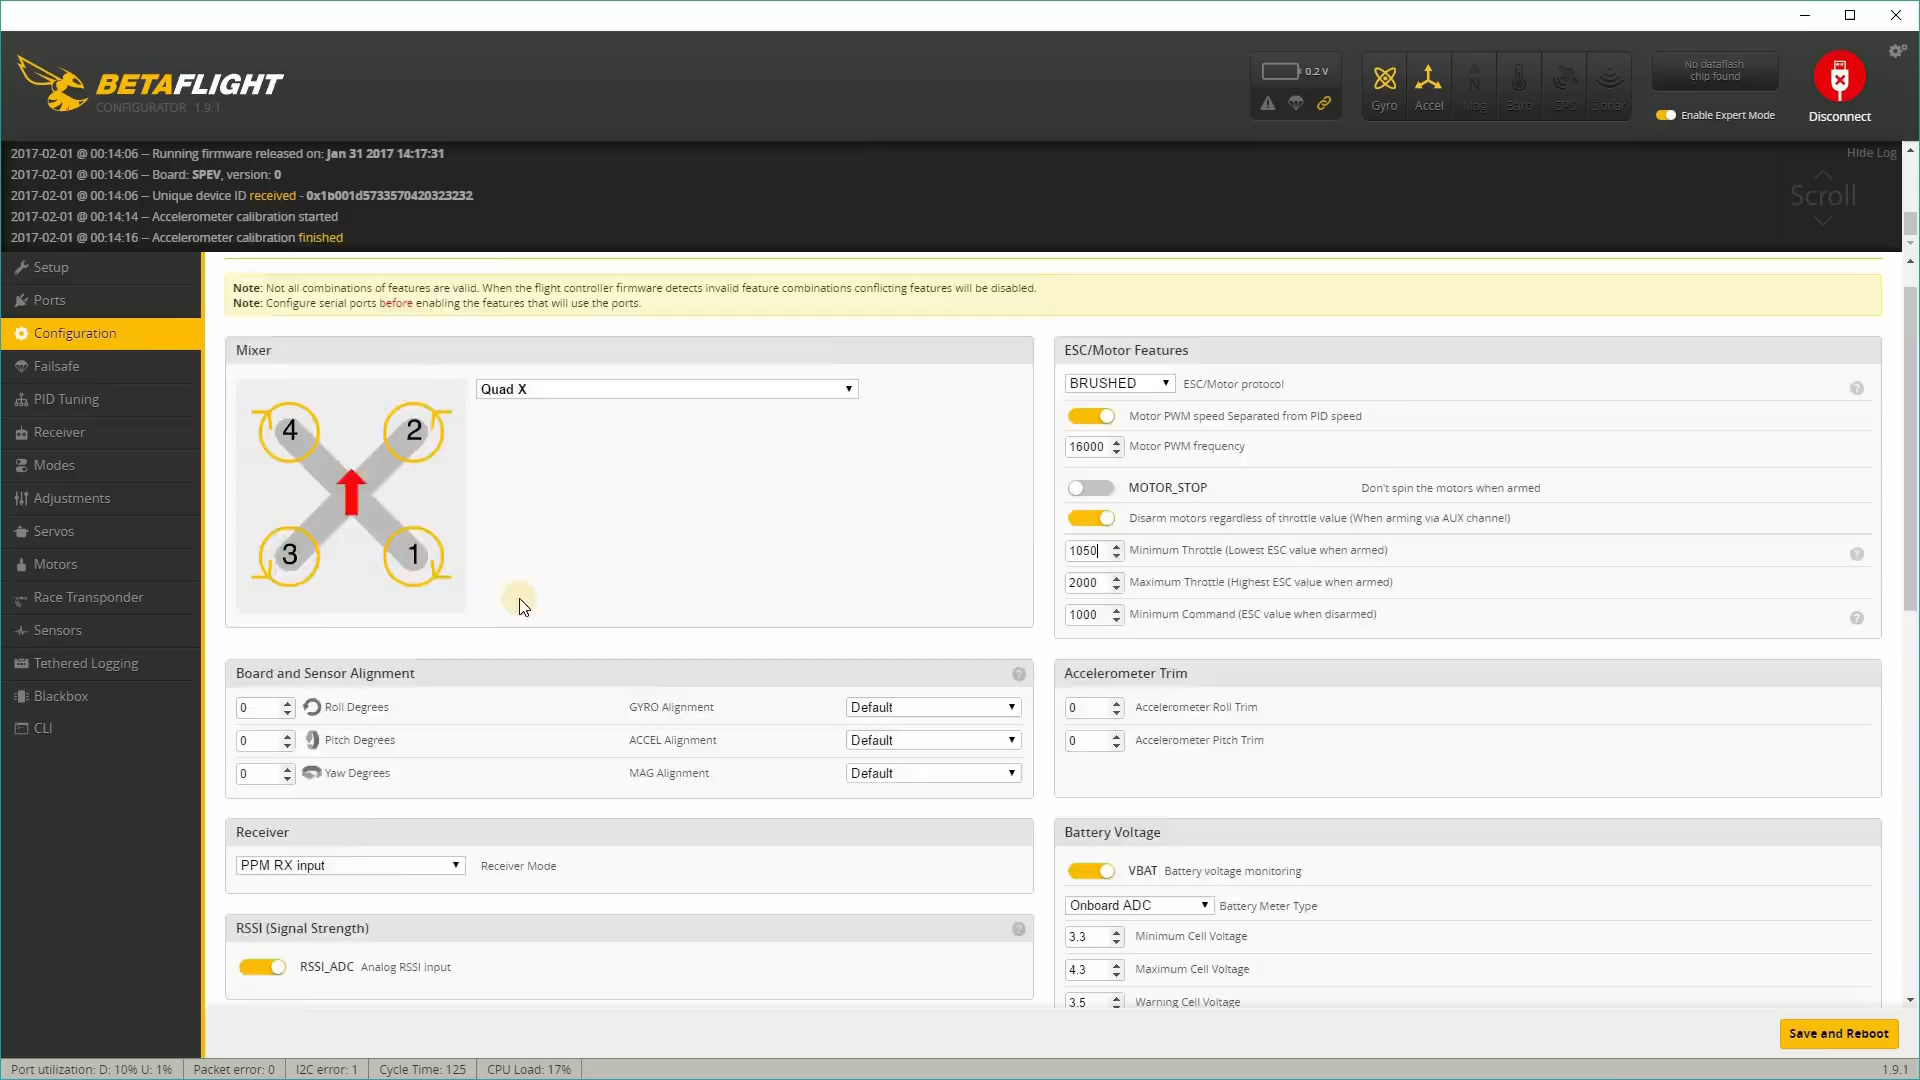 BETAFLIGHT
CONFIGURATOR 1.9.1
0.2 V
Gyro
Accel
Mag
Baro
GPS
Sonar
No dataflash
chip found
Enable Expert Mode
Disconnect
2017-02-01 @ 00:14:06 -- Running firmware released on: Jan 31 2017 14:17:31
2017-02-01 @ 00:14:06 -- Board: SPEV, version: 0
2017-02-01 @ 00:14:06 -- Unique device ID received - 0x1b001d5733570420323232
2017-02-01 @ 00:14:14 -- Accelerometer calibration started
2017-02-01 @ 00:14:16 -- Accelerometer calibration finished
Hide Log
Scroll
Setup
Ports
Configuration
Failsafe
PID Tuning
Receiver
Modes
Adjustments
Servos
Motors
Race Transponder
Sensors
Tethered Logging
Blackbox
CLI
Note: Not all combinations of features are valid. When the flight controller firmware detects invalid feature combinations conflicting features will be disabled.
Note: Configure serial ports before enabling the features that will use the ports.
Mixer
Quad X
4
2
3
1
ESC/Motor Features
BRUSHED ESC/Motor protocol
Motor PWM speed Separated from PID speed
16000 Motor PWM frequency
MOTOR_STOP Don't spin the motors when armed
Disarm motors regardless of throttle value (When arming via AUX channel)
1050 Minimum Throttle (Lowest ESC value when armed)
2000 Maximum Throttle (Highest ESC value when armed)
1000 Minimum Command (ESC value when disarmed)
Board and Sensor Alignment
0 Roll Degrees GYRO Alignment Default
0 Pitch Degrees ACCEL Alignment Default
0 Yaw Degrees MAG Alignment Default
Accelerometer Trim
0 Accelerometer Roll Trim
0 Accelerometer Pitch Trim
Receiver
PPM RX input Receiver Mode
RSSI (Signal Strength)
RSSI_ADC Analog RSSI input
Battery Voltage
VBAT Battery voltage monitoring
Onboard ADC Battery Meter Type
3.3 Minimum Cell Voltage
4.3 Maximum Cell Voltage
3.5 Warning Cell Voltage
Save and Reboot
Port utilization: D: 10% U: 1% Packet error: 0 I2C error: 1 Cycle Time: 125 CPU Load: 17% 1.9.1